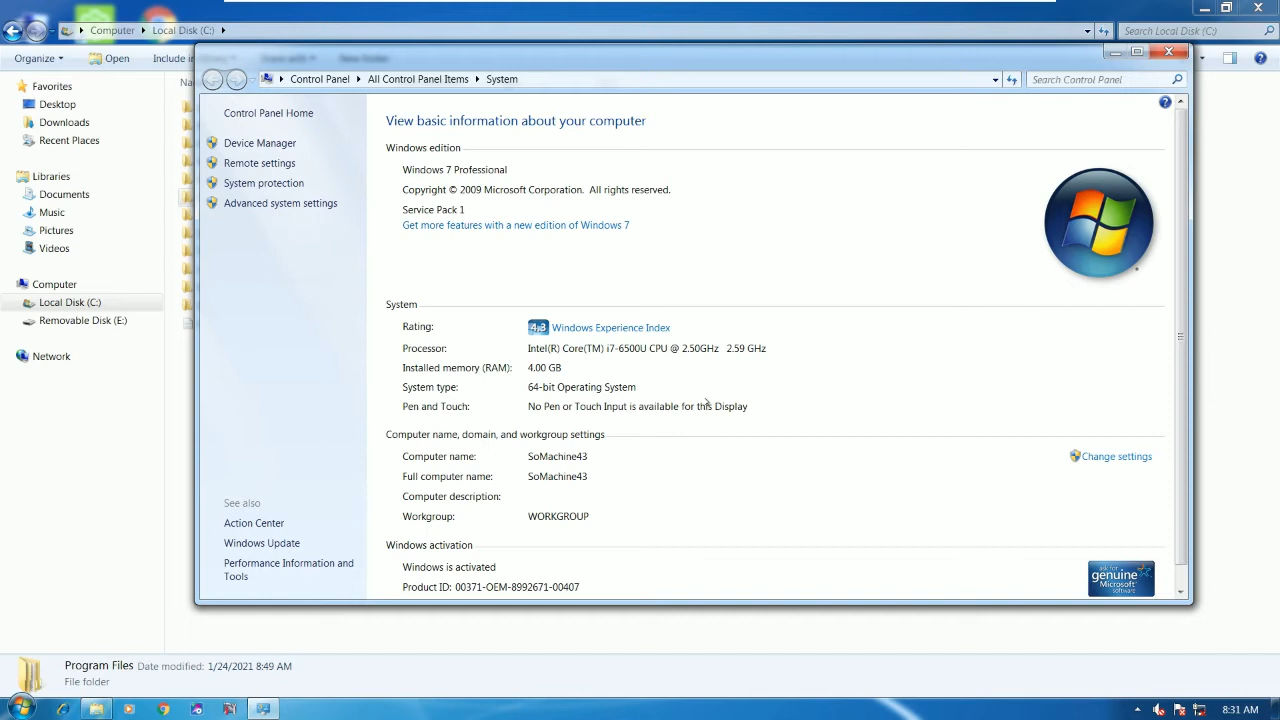 Computer
Local Disk (C:)
Search Local Disk (C:)
Organize
Open
Include in
New folder
Favorites
Desktop
Downloads
Recent Places
Libraries
Documents
Music
Pictures
Videos
Computer
Local Disk (C:)
Removable Disk (E:)
Network
Control Panel
All Control Panel Items
System
Search Control Panel
Control Panel Home
Device Manager
Remote settings
System protection
Advanced system settings
See also
Action Center
Windows Update
Performance Information and
Tools
View basic information about your computer
Windows edition
Windows 7 Professional
Copyright © 2009 Microsoft Corporation. All rights reserved.
Service Pack 1
Get more features with a new edition of Windows 7
System
Rating: 4.3 Windows Experience Index
Processor: Intel(R) Core(TM) i7-6500U CPU @ 2.50GHz 2.59 GHz
Installed memory (RAM): 4.00 GB
System type: 64-bit Operating System
Pen and Touch: No Pen or Touch Input is available for this Display
Computer name, domain, and workgroup settings
Computer name: SoMachine43
Change settings
Full computer name: SoMachine43
Computer description:
Workgroup: WORKGROUP
Windows activation
Windows is activated
Product ID: 00371-OEM-8992671-00407
ask for
genuine
Microsoft
software
Program Files Date modified: 1/24/2021 8:49 AM
File folder
8:31 AM